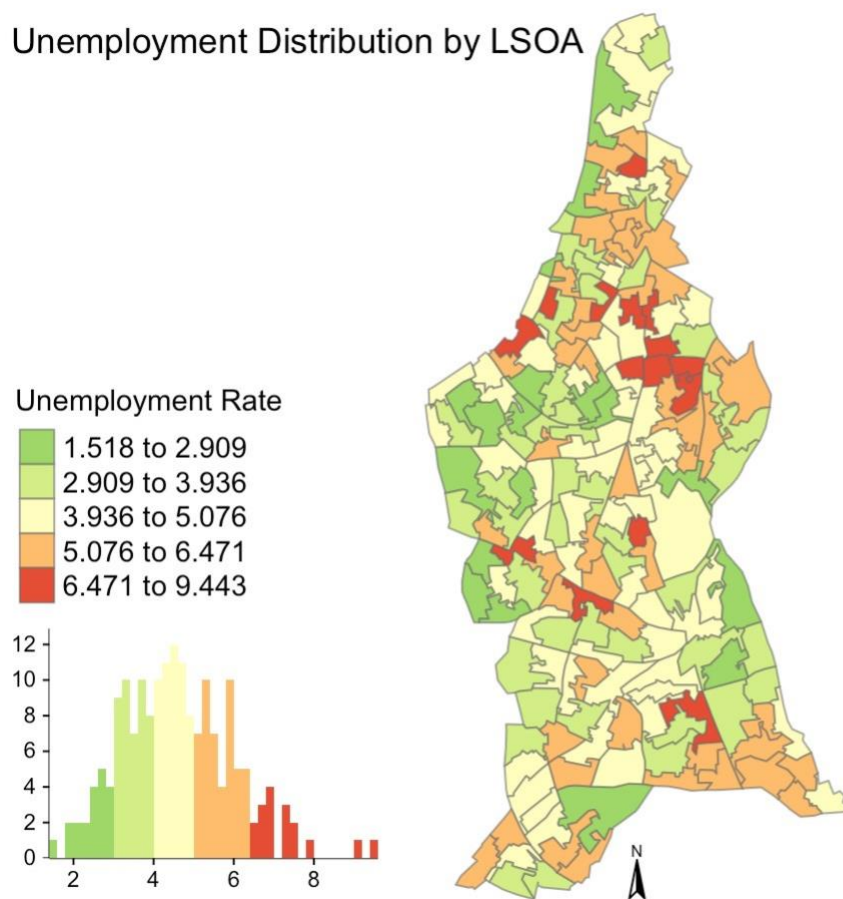 Unemployment Distribution by LSOA
Unemployment Rate
1.518 to 2.909
2.909 to 3.936
3.936 to 5.076
5.076 to 6.471
6.471 to 9.443
12
10
8
6
4
2
0
2 4 6 8
N